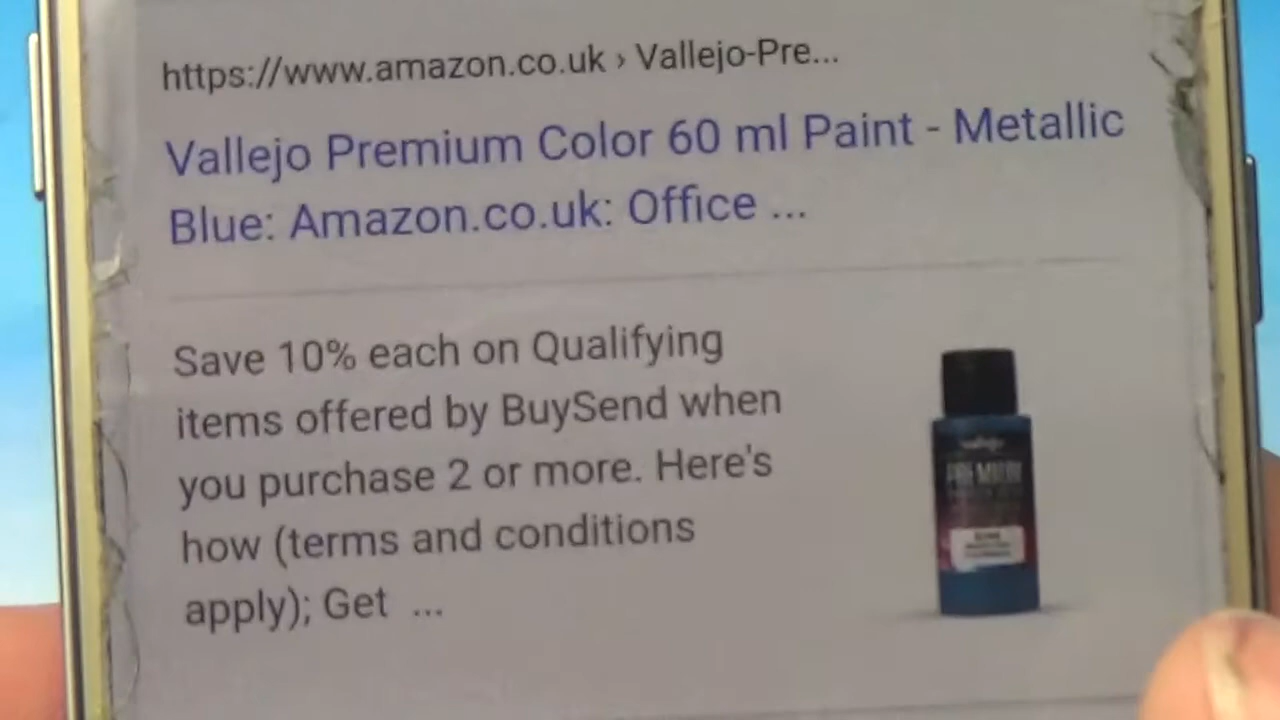 https://www.amazon.co.uk › Vallejo-Pre...
Vallejo Premium Color 60 ml Paint - Metallic
Blue: Amazon.co.uk: Office ...
Save 10% each on Qualifying
items offered by BuySend when
you purchase 2 or more. Here's
how (terms and conditions
apply); Get ...
vallejo
PREMIUM